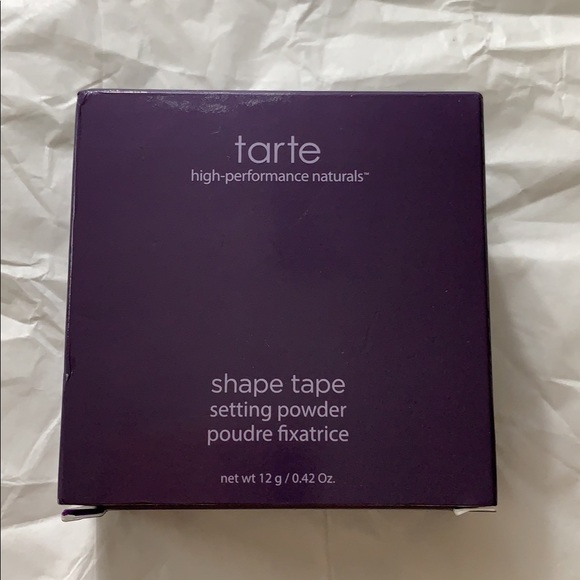 tarte
high-performance naturals™
shape tape
setting powder
poudre fixatrice
net wt 12 g / 0.42 Oz.